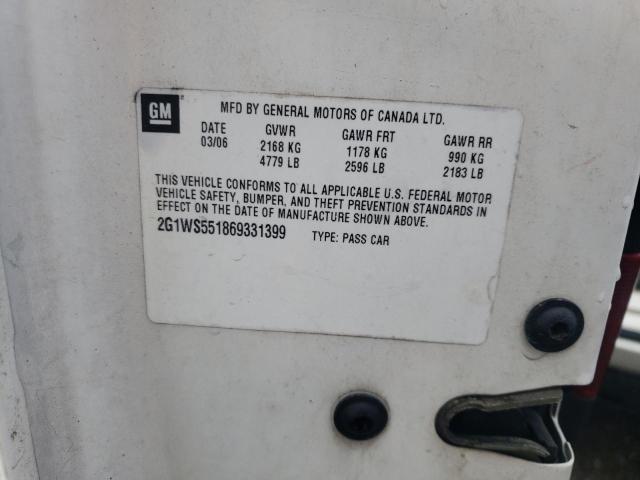 GM
MFD BY GENERAL MOTORS OF CANADA LTD.
DATE GVWR GAWR FRT GAWR RR
03/06 2168 KG 1178 KG 990 KG
4779 LB 2596 LB 2183 LB
THIS VEHICLE CONFORMS TO ALL APPLICABLE U.S. FEDERAL MOTOR
VEHICLE SAFETY, BUMPER, AND THEFT PREVENTION STANDARDS IN
EFFECT ON THE DATE OF MANUFACTURE SHOWN ABOVE.
2G1WS551869331399 TYPE: PASS CAR